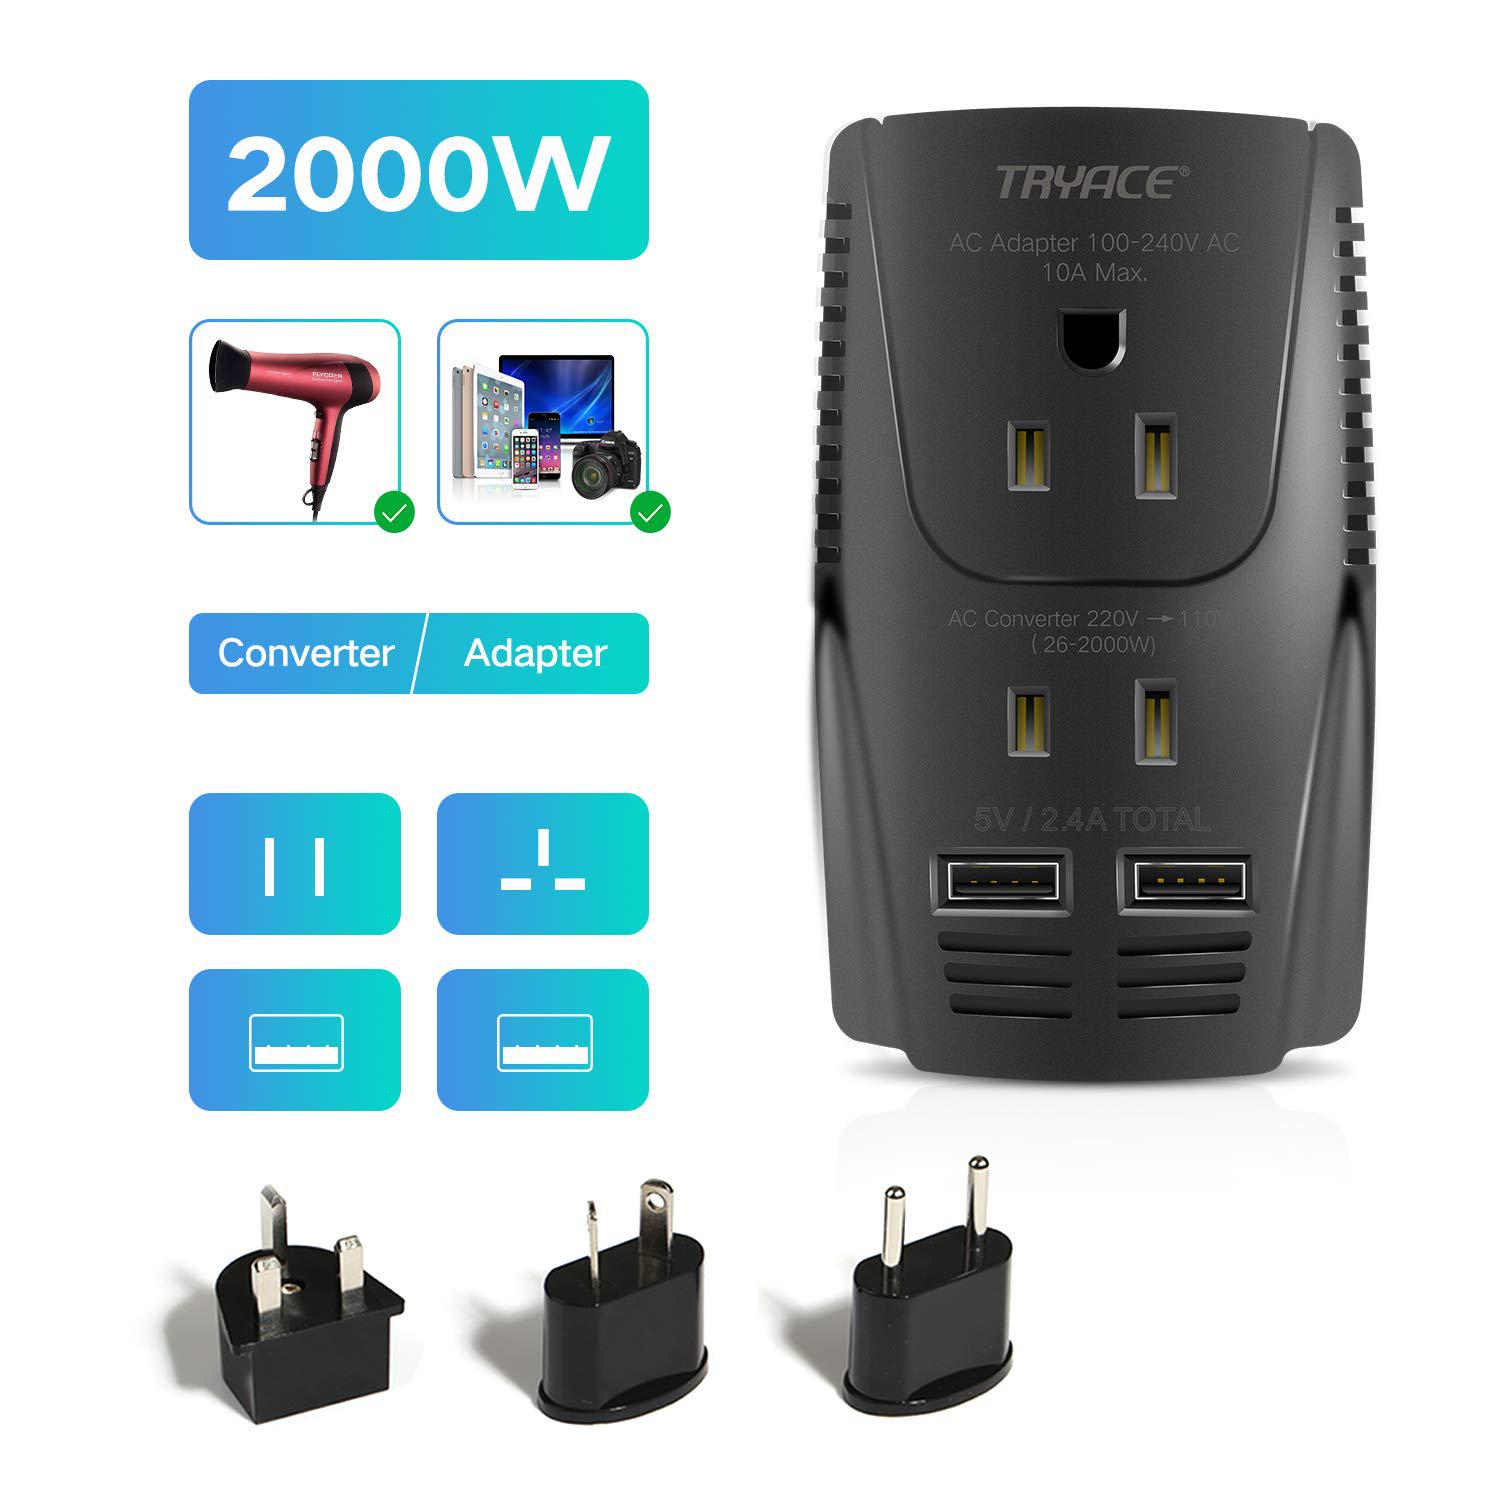 2000W
Converter / Adapter
TRYACE®
AC Adapter 100-240V AC
10A Max.
AC Converter 220V → 110V
( 26-2000W)
5V / 2.4A TOTAL